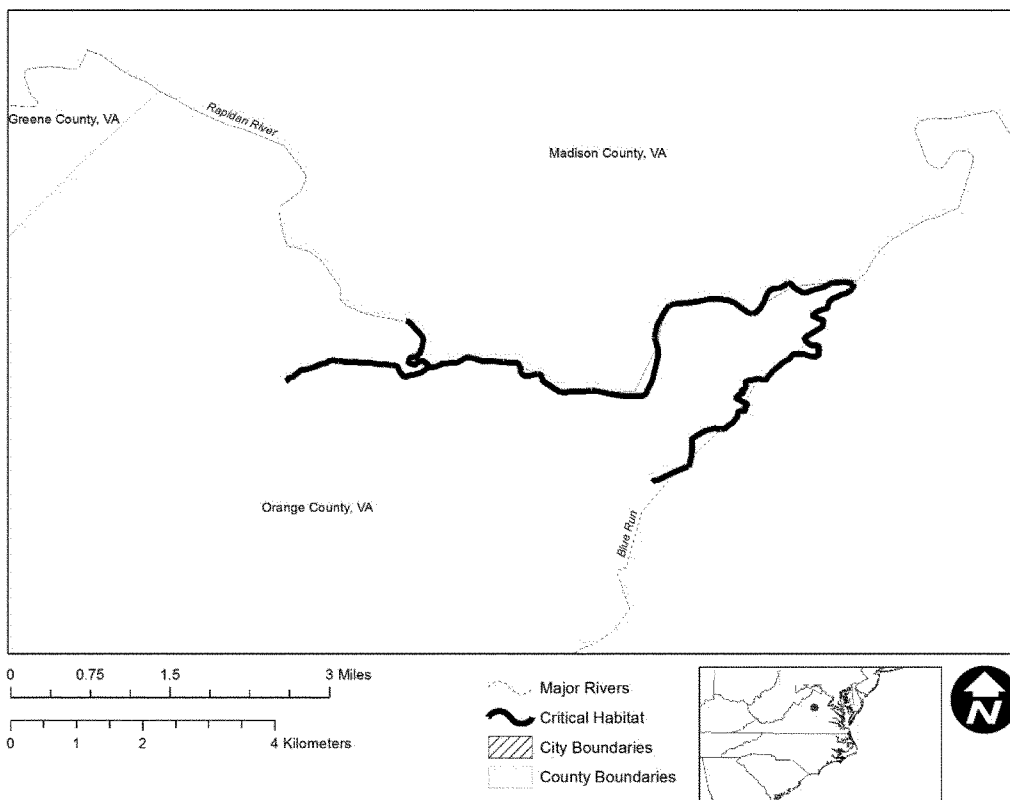 Greene County, VA
Rapidan River
Madison County, VA
Orange County, VA
Blue Run
0 0.75 1.5 3 Miles
0 1 2 4 Kilometers
Major Rivers
Critical Habitat
City Boundaries
County Boundaries
N